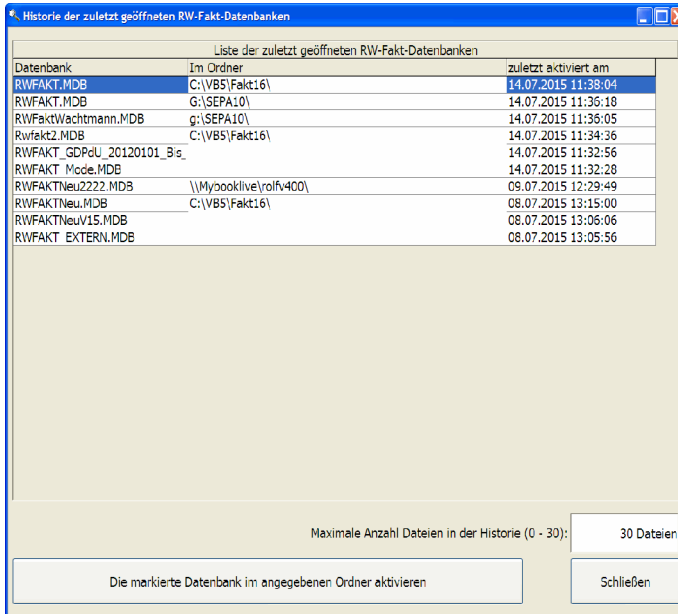 Historie der zuletzt geöffneten RW-Fakt-Datenbanken
Liste der zuletzt geöffneten RW-Fakt-Datenbanken
Datenbank Im Ordner zuletzt aktiviert am
RWFAKT.MDB C:\VB5\Fakt16\ 14.07.2015 11:38:04
RWFAKT.MDB G:\SEPA10\ 14.07.2015 11:36:18
RWFaktWachtmann.MDB g:\SEPA10\ 14.07.2015 11:36:05
Rwfakt2.MDB C:\VB5\Fakt16\ 14.07.2015 11:34:36
RWFAKT_GDPdU_20120101_Bis_ 14.07.2015 11:32:56
RWFAKT_Mode.MDB 14.07.2015 11:32:28
RWFAKTNeu2222.MDB \\Mybooklive\rolfv400\ 09.07.2015 12:29:49
RWFAKTNeu.MDB C:\VB5\Fakt16\ 08.07.2015 13:15:00
RWFAKTNeuV15.MDB 08.07.2015 13:06:06
RWFAKT_EXTERN.MDB 08.07.2015 13:05:56
Maximale Anzahl Dateien in der Historie (0 - 30): 30 Dateien
Die markierte Datenbank im angegebenen Ordner aktivieren Schließen